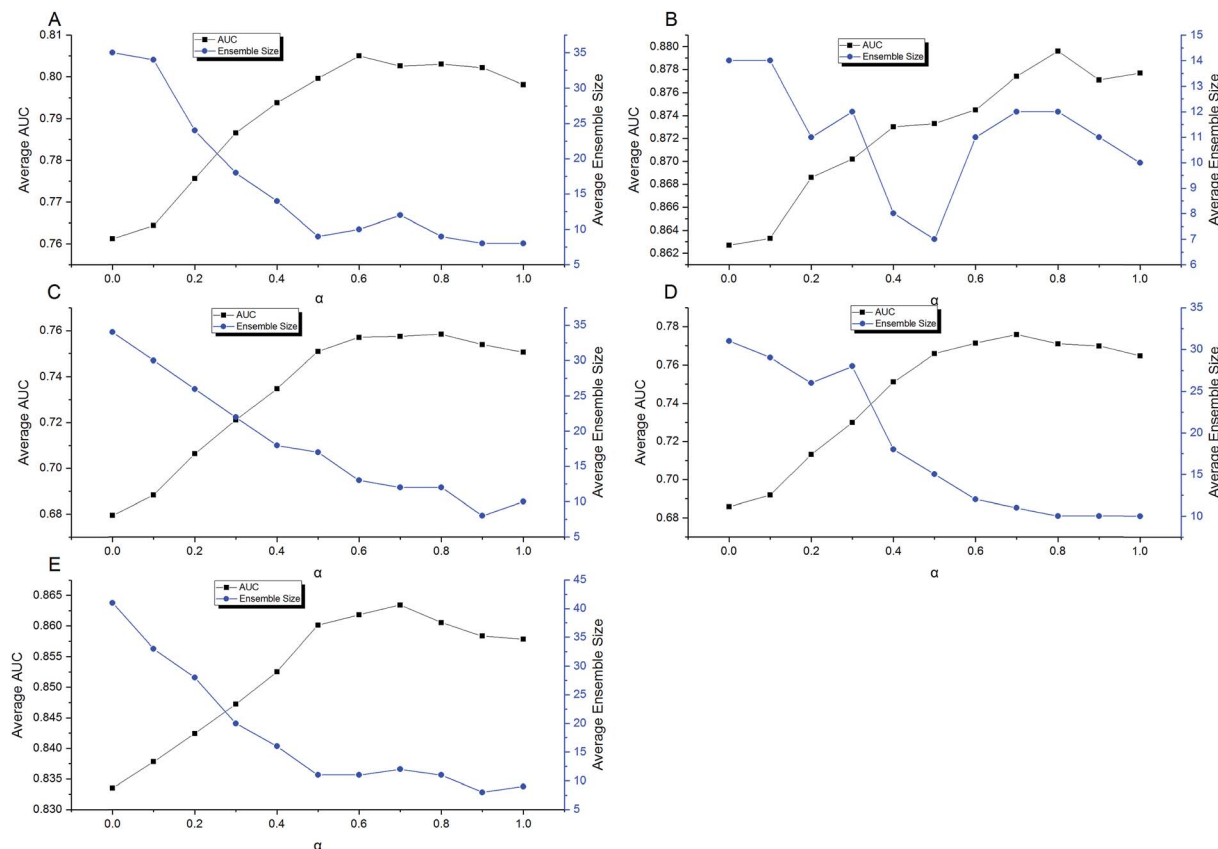 A
AUC
Ensemble Size
0.81
0.80
0.79
0.78
0.77
0.76
Average AUC
35
30
25
20
15
10
5
Average Ensemble Size
0.0 0.2 0.4 0.6 0.8 1.0
α
B
AUC
Ensemble Size
0.880
0.878
0.876
0.874
0.872
0.870
0.868
0.866
0.864
0.862
Average AUC
15
14
13
12
11
10
9
8
7
6
Average Ensemble Size
0.0 0.2 0.4 0.6 0.8 1.0
α
C
AUC
Ensemble Size
0.76
0.74
0.72
0.70
0.68
Average AUC
35
30
25
20
15
10
5
Average Ensemble Size
0.0 0.2 0.4 0.6 0.8 1.0
α
D
AUC
Ensemble Size
0.78
0.76
0.74
0.72
0.70
0.68
Average AUC
35
30
25
20
15
10
Average Ensemble Size
0.0 0.2 0.4 0.6 0.8 1.0
α
E
AUC
Ensemble Size
0.865
0.860
0.855
0.850
0.845
0.840
0.835
0.830
Average AUC
45
40
35
30
25
20
15
10
5
Average Ensemble Size
0.0 0.2 0.4 0.6 0.8 1.0
α